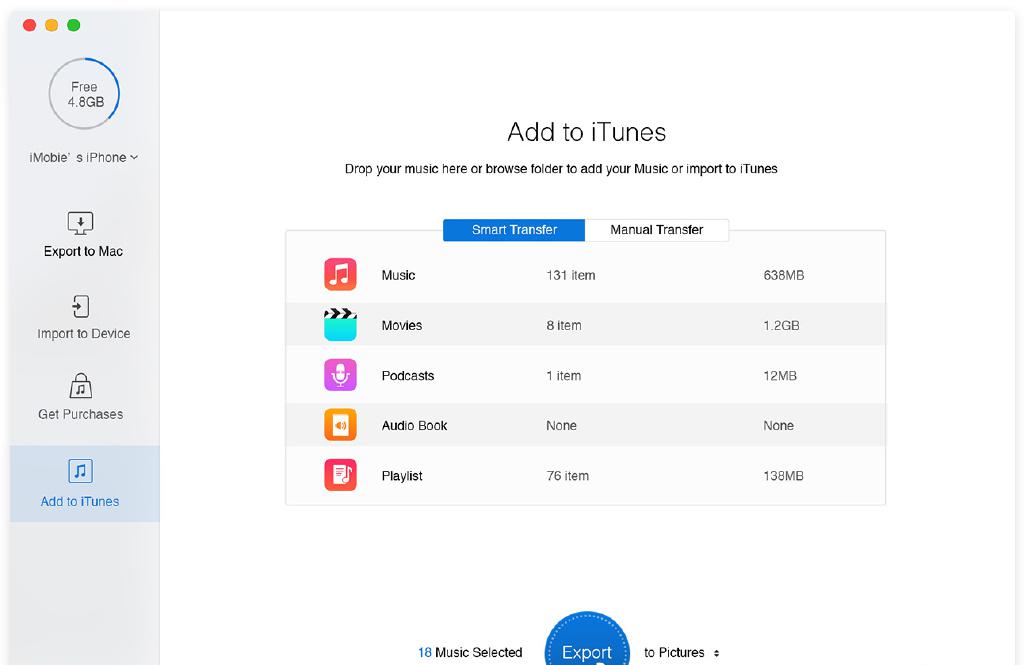 Free
4.8GB
iMobie’ s iPhone
Export to Mac
Import to Device
Get Purchases
Add to iTunes
Add to iTunes
Drop your music here or browse folder to add your Music or import to iTunes
Smart Transfer Manual Transfer
Music 131 item 638MB
Movies 8 item 1.2GB
Podcasts 1 item 12MB
Audio Book None None
Playlist 76 item 138MB
18 Music Selected Export to Pictures